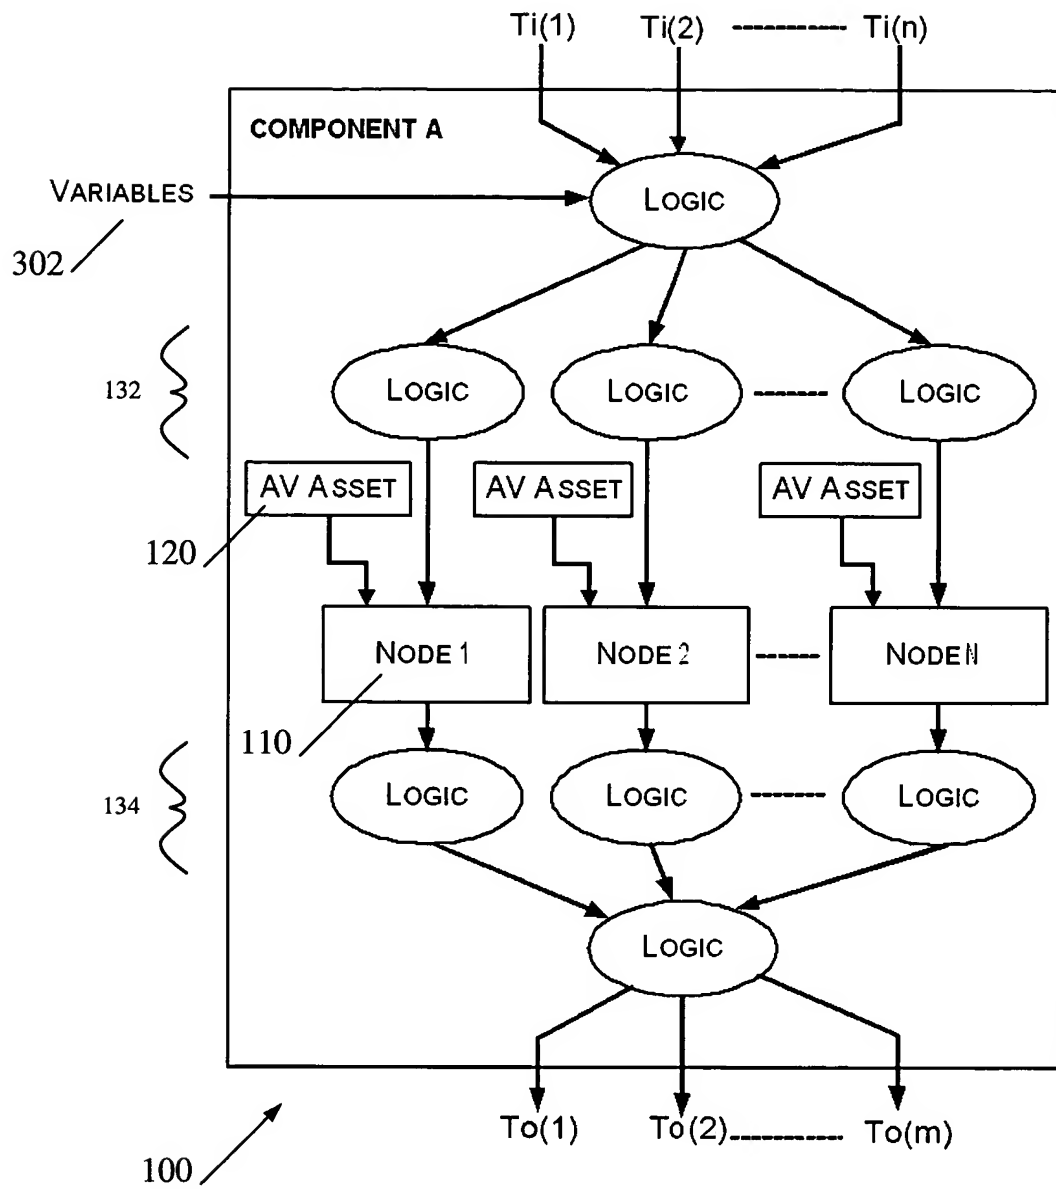 Ti(1) Ti(2) Ti(n)
COMPONENT A
VARIABLES
LOGIC
302
132
LOGIC LOGIC LOGIC
AV ASSET AV ASSET AV ASSET
120
NODE 1 NODE 2 NODE N
110
134
LOGIC LOGIC LOGIC
LOGIC
To(1) To(2) To(m)
100